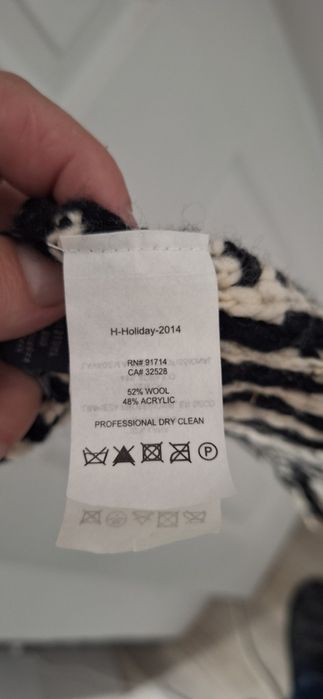 H-Holiday-2014
RN# 91714
CA# 32528
52% WOOL
48% ACRYLIC
PROFESSIONAL DRY CLEAN
P